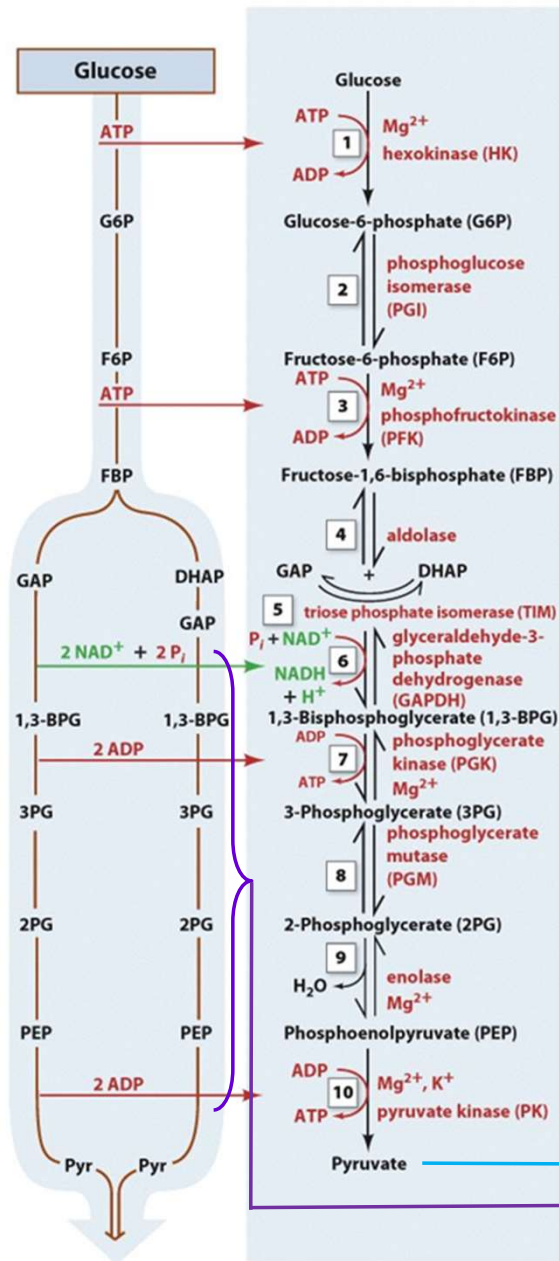 Glucose
ATP
G6P
F6P
ATP
FBP
GAP
DHAP
GAP
2 NAD⁺ + 2 Pᵢ
1,3-BPG
1,3-BPG
2 ADP
3PG
3PG
2PG
2PG
PEP
PEP
2 ADP
Pyr
Pyr
Glucose
ATP
1
ADP
Mg²⁺
hexokinase (HK)
Glucose-6-phosphate (G6P)
2
phosphoglucose
isomerase
(PGI)
Fructose-6-phosphate (F6P)
ATP
3
ADP
Mg²⁺
phosphofructokinase
(PFK)
Fructose-1,6-bisphosphate (FBP)
4
aldolase
GAP
+
DHAP
5
triose phosphate isomerase (TIM)
Pᵢ + NAD⁺
6
NADH
+ H⁺
glyceraldehyde-3-
phosphate
dehydrogenase
(GAPDH)
1,3-Bisphosphoglycerate (1,3-BPG)
ADP
7
ATP
phosphoglycerate
kinase (PGK)
Mg²⁺
3-Phosphoglycerate (3PG)
8
phosphoglycerate
mutase
(PGM)
2-Phosphoglycerate (2PG)
9
H₂O
enolase
Mg²⁺
Phosphoenolpyruvate (PEP)
ADP
10
ATP
Mg²⁺, K⁺
pyruvate kinase (PK)
Pyruvate